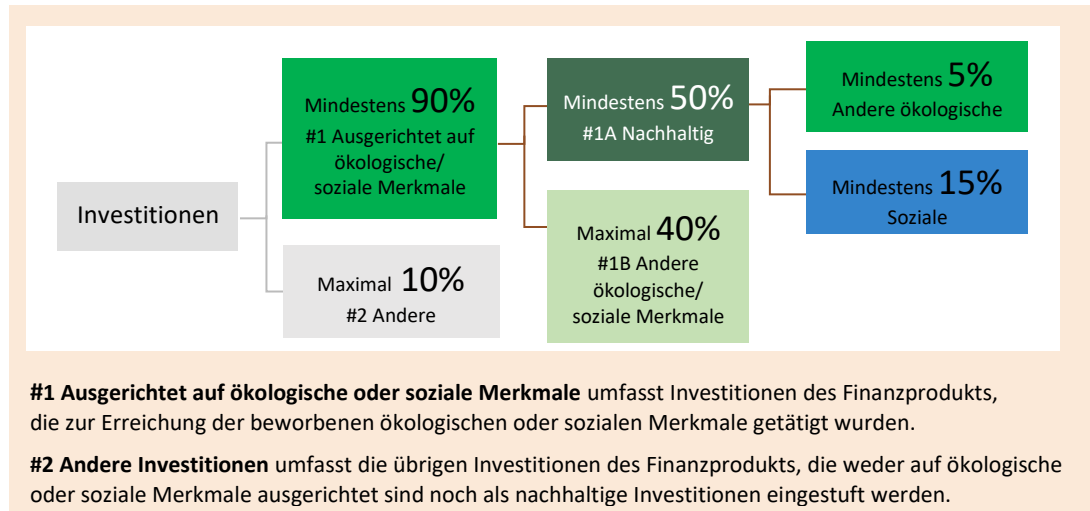 Investitionen
Mindestens 90%
#1 Ausgerichtet auf
ökologische/
soziale Merkmale
Maximal 10%
#2 Andere
Mindestens 50%
#1A Nachhaltig
Maximal 40%
#1B Andere
ökologische/
soziale Merkmale
Mindestens 5%
Andere ökologische
Mindestens 15%
Soziale
#1 Ausgerichtet auf ökologische oder soziale Merkmale umfasst Investitionen des Finanzprodukts,
die zur Erreichung der beworbenen ökologischen oder sozialen Merkmale getätigt wurden.
#2 Andere Investitionen umfasst die übrigen Investitionen des Finanzprodukts, die weder auf ökologische
oder soziale Merkmale ausgerichtet sind noch als nachhaltige Investitionen eingestuft werden.